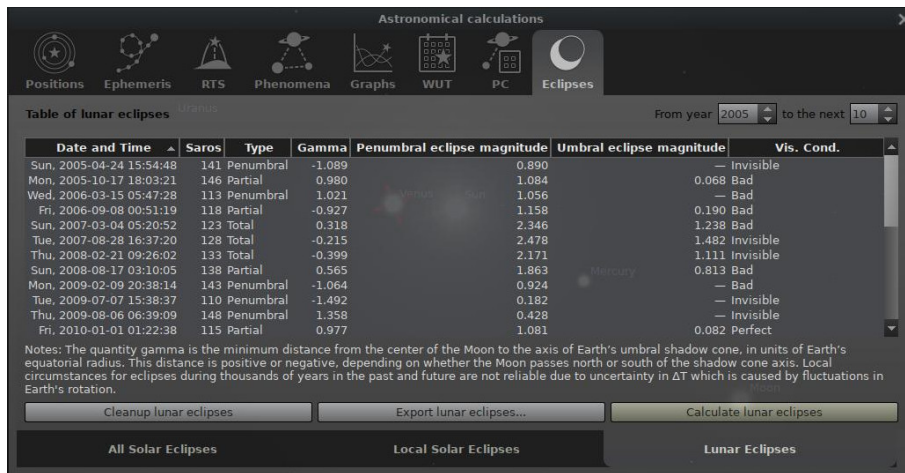 Astronomical calculations
Positions Ephemeris RTS Phenomena Graphs WUT PC Eclipses
Uranus
Table of lunar eclipses From year 2005 to the next 10
Date and Time Saros Type Gamma Penumbral eclipse magnitude Umbral eclipse magnitude Vis. Cond.
Sun, 2005-04-24 15:54:48 141 Penumbral -1.089 0.890 — Invisible
Mon, 2005-10-17 18:03:21 146 Partial 0.980 1.084 0.068 Bad
Wed, 2006-03-15 05:47:28 113 Penumbral 1.021 1.056 — Bad
Venus Sun
Fri, 2006-09-08 00:51:19 118 Partial -0.927 1.158 0.190 Bad
Sun, 2007-03-04 05:20:52 123 Total 0.318 2.346 1.238 Bad
Tue, 2007-08-28 16:37:20 128 Total -0.215 2.478 1.482 Invisible
Thu, 2008-02-21 09:26:02 133 Total -0.399 2.171 1.111 Invisible
Sun, 2008-08-17 03:10:05 138 Partial 0.565 1.863 0.813 Bad
Mercury
Mon, 2009-02-09 20:38:14 143 Penumbral -1.064 0.924 — Bad
Tue, 2009-07-07 15:38:37 110 Penumbral -1.492 0.182 — Invisible
Thu, 2009-08-06 06:39:09 148 Penumbral 1.358 0.428 — Invisible
Fri, 2010-01-01 01:22:38 115 Partial 0.977 1.081 0.082 Perfect
Notes: The quantity gamma is the minimum distance from the center of the Moon to the axis of Earth's umbral shadow cone, in units of Earth's
equatorial radius. This distance is positive or negative, depending on whether the Moon passes north or south of the shadow cone axis. Local
circumstances for eclipses during thousands of years in the past and future are not reliable due to uncertainty in ΔT which is caused by fluctuations in
Earth's rotation.
Moon
Cleanup lunar eclipses Export lunar eclipses... Calculate lunar eclipses
All Solar Eclipses Local Solar Eclipses Lunar Eclipses